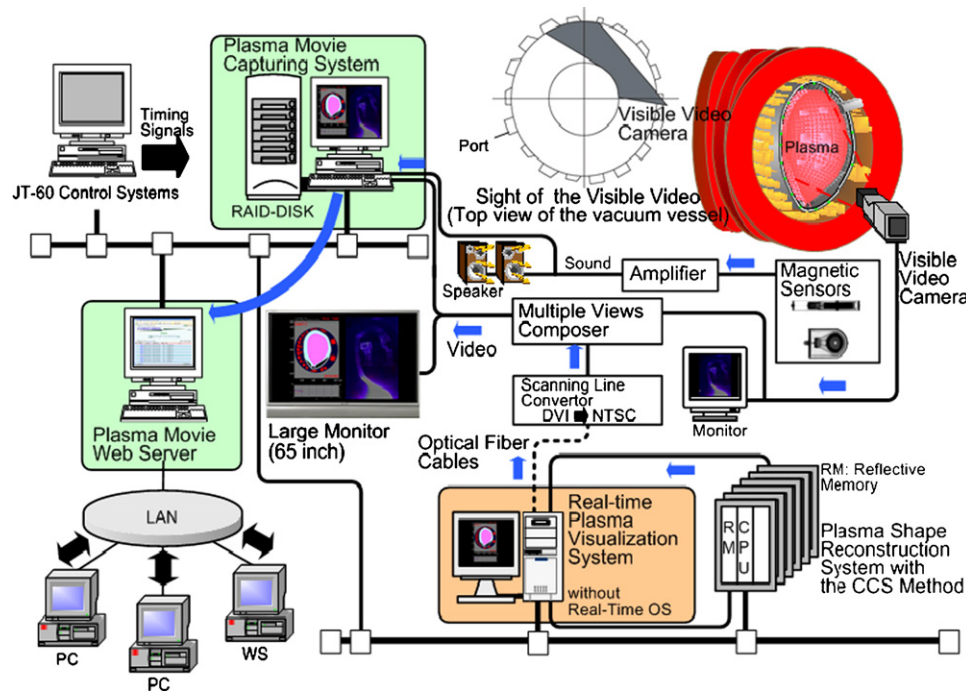 Plasma Movie
Capturing System
Timing
Signals
JT-60 Control Systems
RAID-DISK
Visible Video
Camera
Port
Plasma
Sight of the Visible Video
(Top view of the vacuum vessel)
Visible
Video
Camera
Speaker
Sound
Amplifier
Magnetic
Sensors
Multiple Views
Composer
Video
Scanning Line
Convertor
DVI
NTSC
Monitor
Large Monitor
(65 inch)
Optical Fiber
Cables
Plasma Movie
Web Server
LAN
PC
PC
WS
Real-time
Plasma
Visualization
System
without
Real-Time OS
RM: Reflective
Memory
RM
CPU
Plasma Shape
Reconstruction
System with
the CCS Method